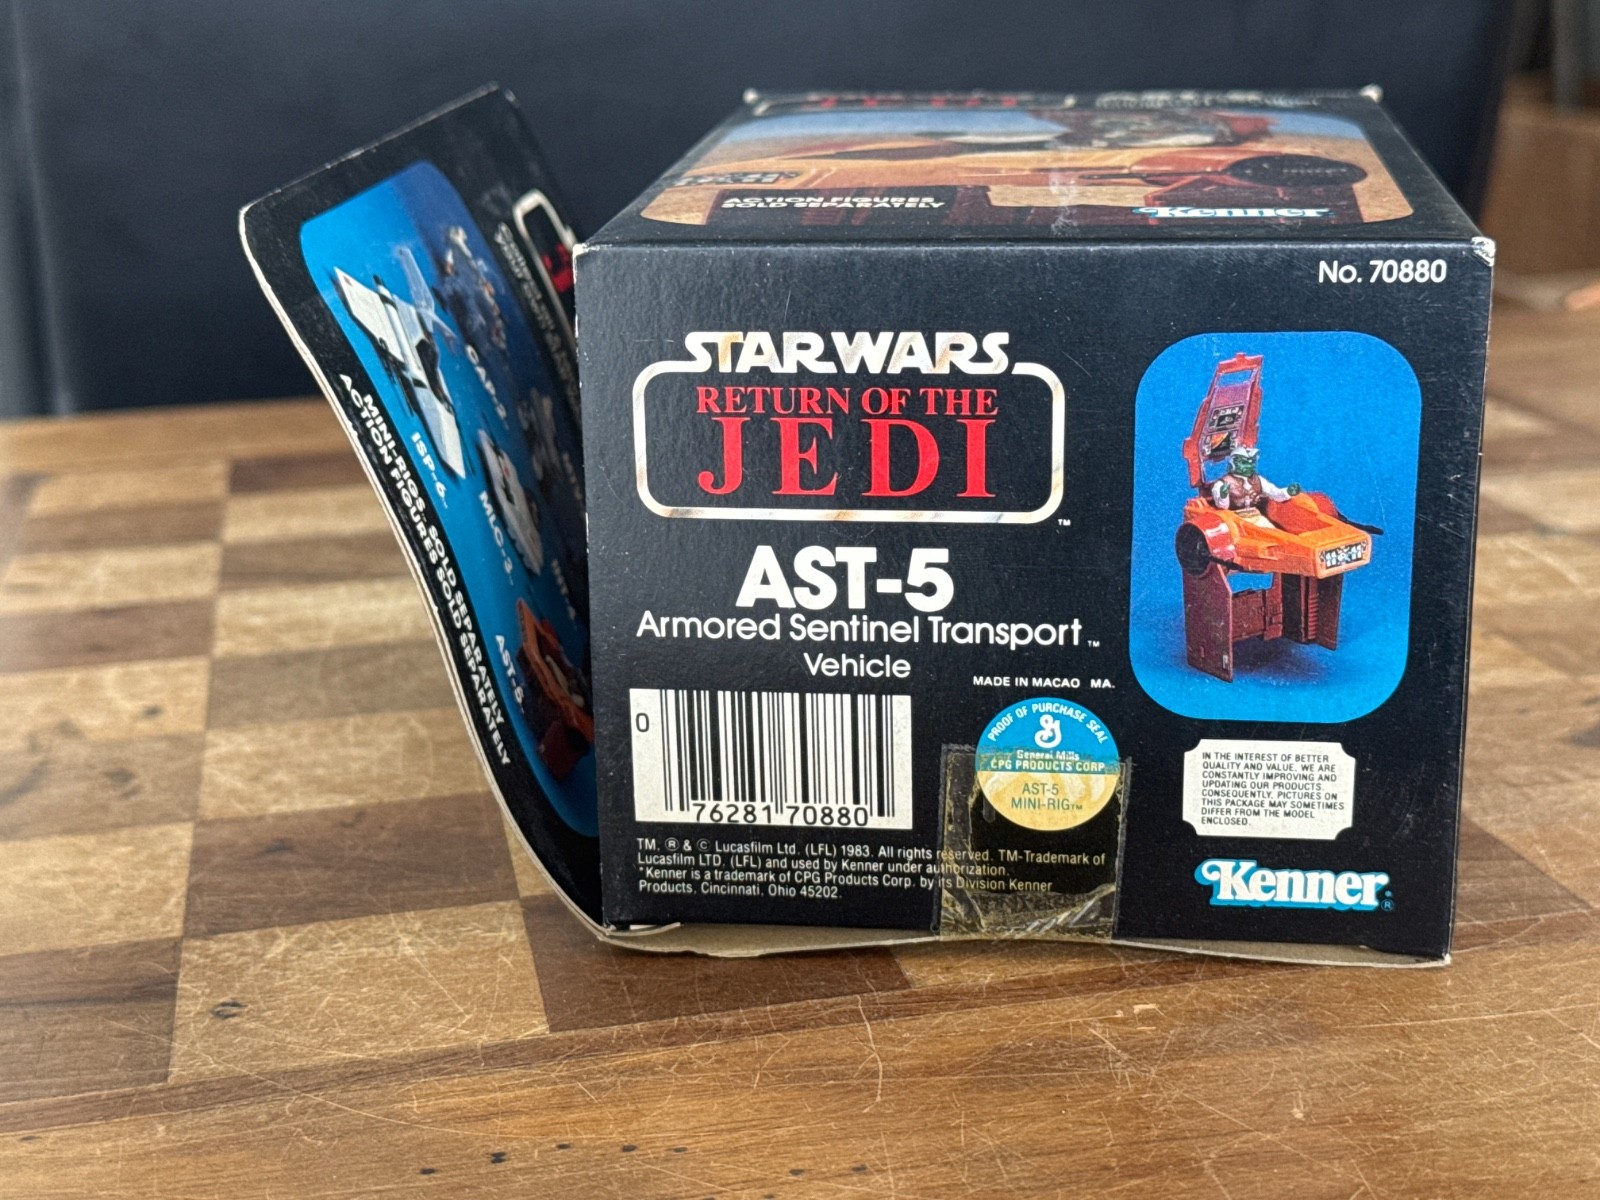 ACTION FIGURES
SOLD SEPARATELY
Kenner
No. 70880
STAR WARS
RETURN OF THE
JEDI
TM
AST-5
Armored Sentinel Transport™
Vehicle
MADE IN MACAO MA.
0
76281 70880
PROOF OF PURCHASE SEAL
General Mills
CPG PRODUCTS CORP.
AST-5
MINI-RIG™
TM, ® & © Lucasfilm Ltd. (LFL) 1983. All rights reserved. TM-Trademark of
Lucasfilm LTD. (LFL) and used by Kenner under authorization.
*Kenner is a trademark of CPG Products Corp. by its Division Kenner
Products, Cincinnati, Ohio 45202.
IN THE INTEREST OF BETTER
QUALITY AND VALUE, WE ARE
CONSTANTLY IMPROVING AND
UPDATING OUR PRODUCTS.
CONSEQUENTLY, PICTURES ON
THIS PACKAGE MAY SOMETIMES
DIFFER FROM THE MODEL
ENCLOSED.
Kenner®
CAP-2
ISP-6
MLC-3
INT-4
AST-5
MINI-RIGS SOLD SEPARATELY
ACTION FIGURES SOLD SEPARATELY